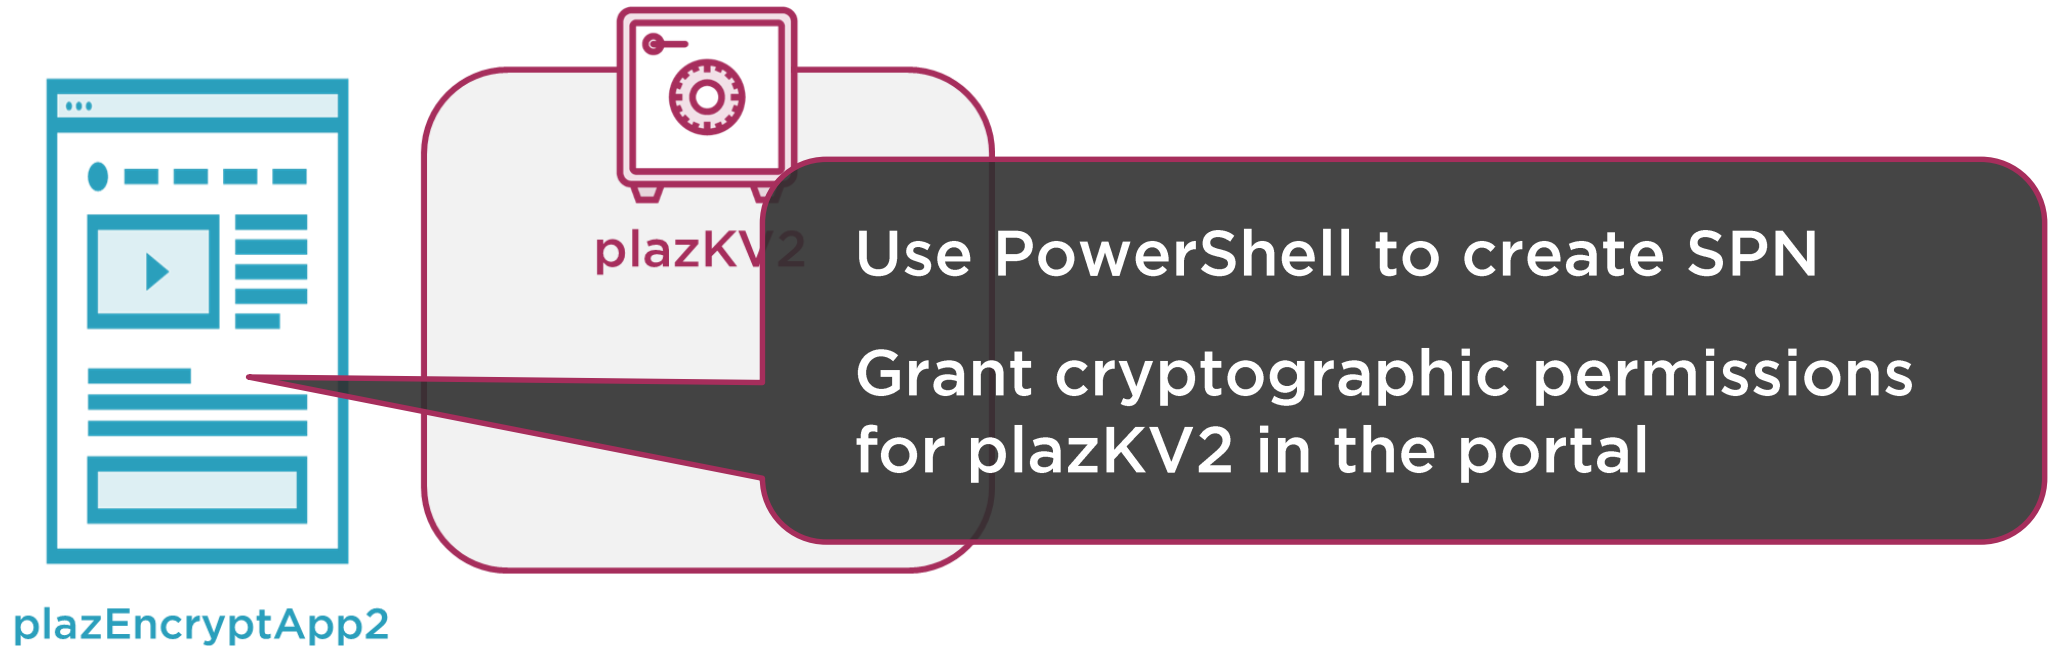 plazKV2
Use PowerShell to create SPN
Grant cryptographic permissions
for plazKV2 in the portal
plazEncryptApp2